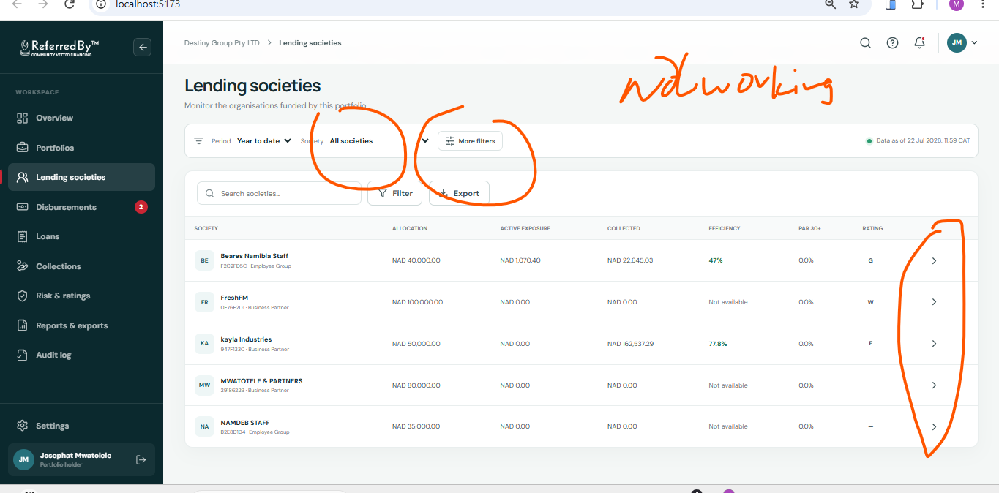 localhost:5173
M
ReferredBy™
COMMUNITY VETTED FINANCING
Destiny Group Pty LTD > Lending societies
JM
WORKSPACE
Overview
Portfolios
Lending societies
Disbursements 2
Loans
Collections
Risk & ratings
Reports & exports
Audit log
Settings
JM Josephat Mwatolele
Portfolio holder
Lending societies
Monitor the organisations funded by this portfolio
Not working
Period Year to date Society All societies More filters Data as of 22 Jul 2026, 11:59 CAT
Search societies... Filter Export
SOCIETY ALLOCATION ACTIVE EXPOSURE COLLECTED EFFICIENCY PAR 30+ RATING
BE Beares Namibia Staff NAD 40,000.00 NAD 1,070.40 NAD 22,645.03 47% 0.0% G
F2C2FD5C · Employee Group
FR FreshFM NAD 100,000.00 NAD 0.00 NAD 0.00 Not available 0.0% W
0F76F2D1 · Business Partner
KA kayla Industries NAD 50,000.00 NAD 0.00 NAD 162,537.29 77.8% 0.0% E
947F133C · Business Partner
MW MWATOTELE & PARTNERS NAD 80,000.00 NAD 0.00 NAD 0.00 Not available 0.0% —
29186229 · Business Partner
NA NAMDEB STAFF NAD 35,000.00 NAD 0.00 NAD 0.00 Not available 0.0% —
B2E8D1D4 · Employee Group